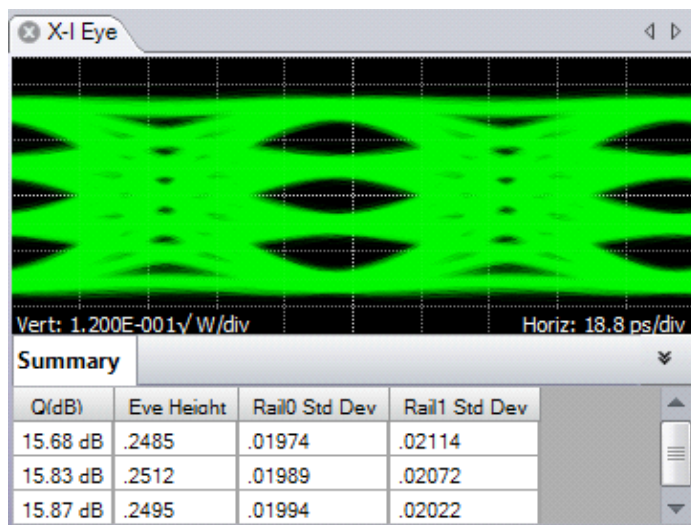 X-I Eye
Vert: 1.200E-001√ W/div
Horiz: 18.8 ps/div
Summary
Q(dB) Eye Height Rail0 Std Dev Rail1 Std Dev
15.68 dB .2485 .01974 .02114
15.83 dB .2512 .01989 .02072
15.87 dB .2495 .01994 .02022